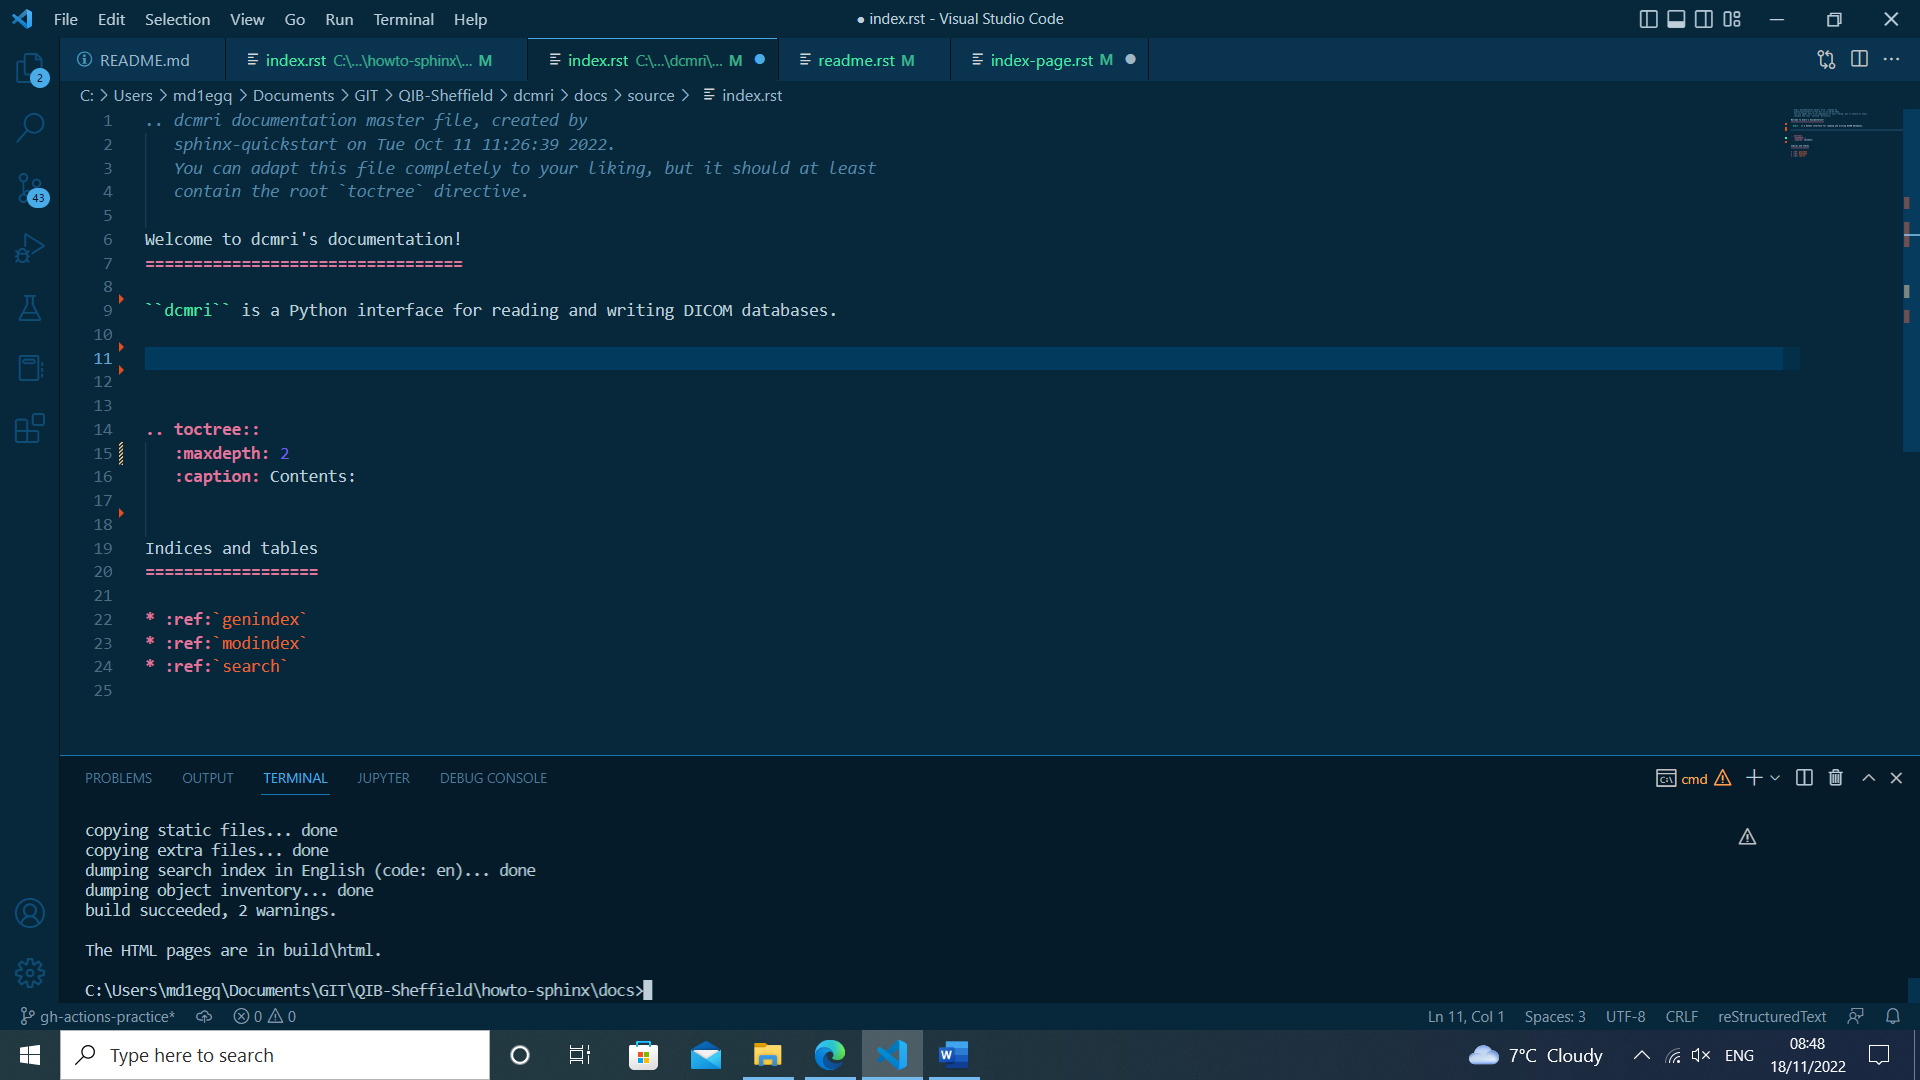 File Edit Selection View Go Run Terminal Help
● index.rst - Visual Studio Code
README.md
index.rst C:\...\howto-sphinx\... M
index.rst C:\...\dcmri\... M
readme.rst M
index-page.rst M
C: > Users > md1egq > Documents > GIT > QIB-Sheffield > dcmri > docs > source > index.rst
2
43
1 .. dcmri documentation master file, created by
2 sphinx-quickstart on Tue Oct 11 11:26:39 2022.
3 You can adapt this file completely to your liking, but it should at least
4 contain the root `toctree` directive.
5
6 Welcome to dcmri's documentation!
7 =================================
8
9 ``dcmri`` is a Python interface for reading and writing DICOM databases.
10
11
12
13
14 .. toctree::
15 :maxdepth: 2
16 :caption: Contents:
17
18
19 Indices and tables
20 ==================
21
22 * :ref:`genindex`
23 * :ref:`modindex`
24 * :ref:`search`
25
PROBLEMS OUTPUT TERMINAL JUPYTER DEBUG CONSOLE
cmd
copying static files... done
copying extra files... done
dumping search index in English (code: en)... done
dumping object inventory... done
build succeeded, 2 warnings.
The HTML pages are in build\html.
C:\Users\md1egq\Documents\GIT\QIB-Sheffield\howto-sphinx\docs>
gh-actions-practice* 0 0
Ln 11, Col 1 Spaces: 3 UTF-8 CRLF reStructuredText
Type here to search
7°C Cloudy
ENG
08:48
18/11/2022